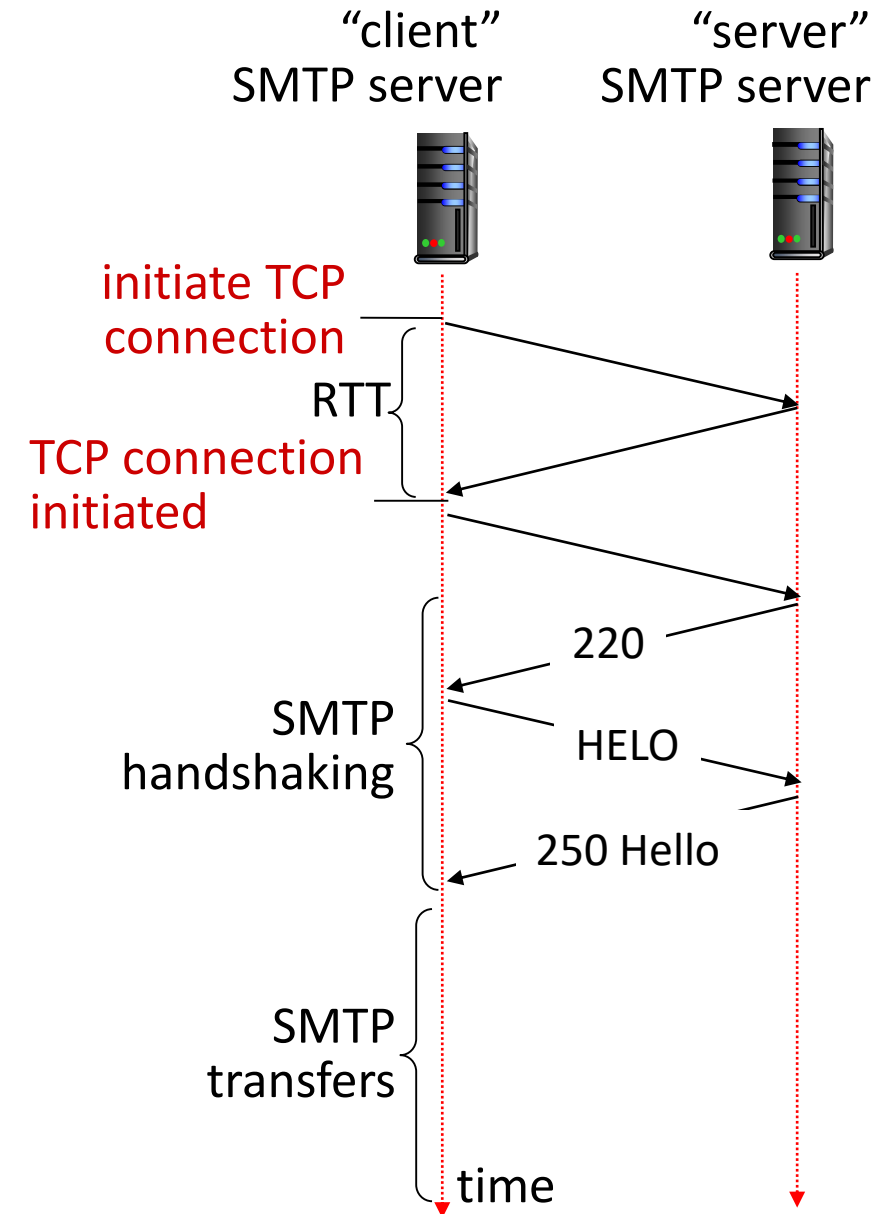 “client”
SMTP server
“server”
SMTP server
initiate TCP
connection
RTT
TCP connection
initiated
220
SMTP
handshaking
HELO
250 Hello
SMTP
transfers
time